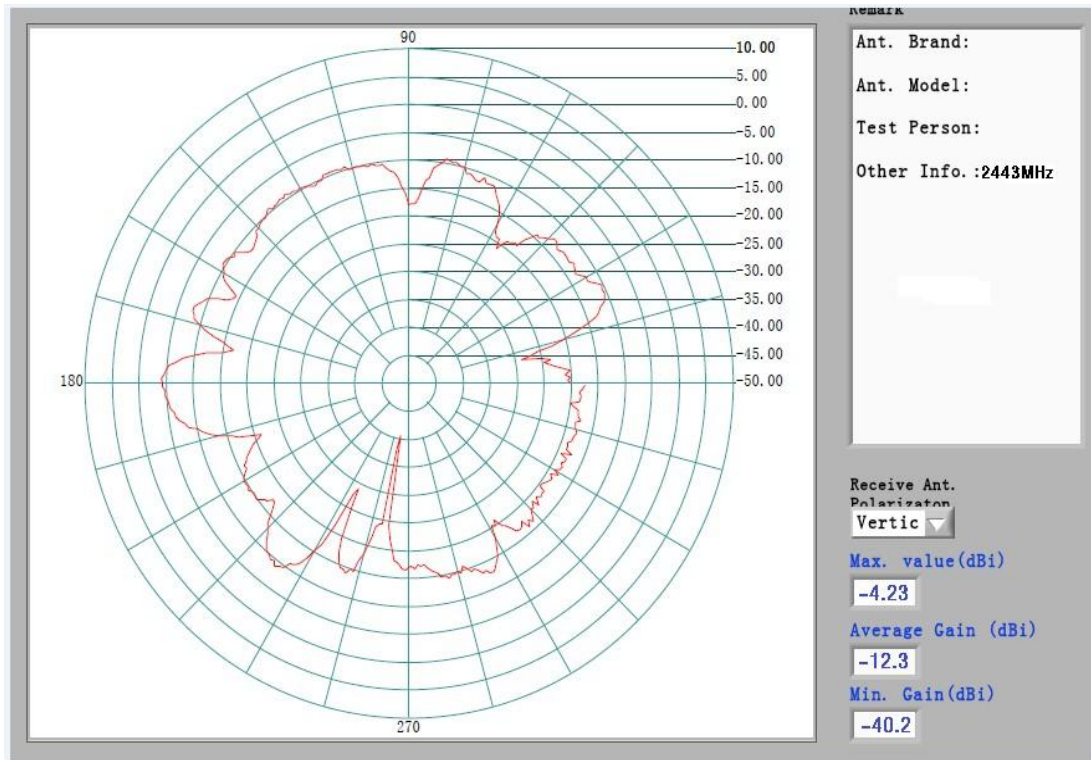 Remark
90
10.00
5.00
0.00
-5.00
-10.00
-15.00
-20.00
-25.00
-30.00
-35.00
-40.00
-45.00
-50.00
180
270
Ant. Brand:
Ant. Model:
Test Person:
Other Info.:2443MHz
Receive Ant.
Polarizaton
Vertic
Max. value(dBi)
-4.23
Average Gain (dBi)
-12.3
Min. Gain(dBi)
-40.2